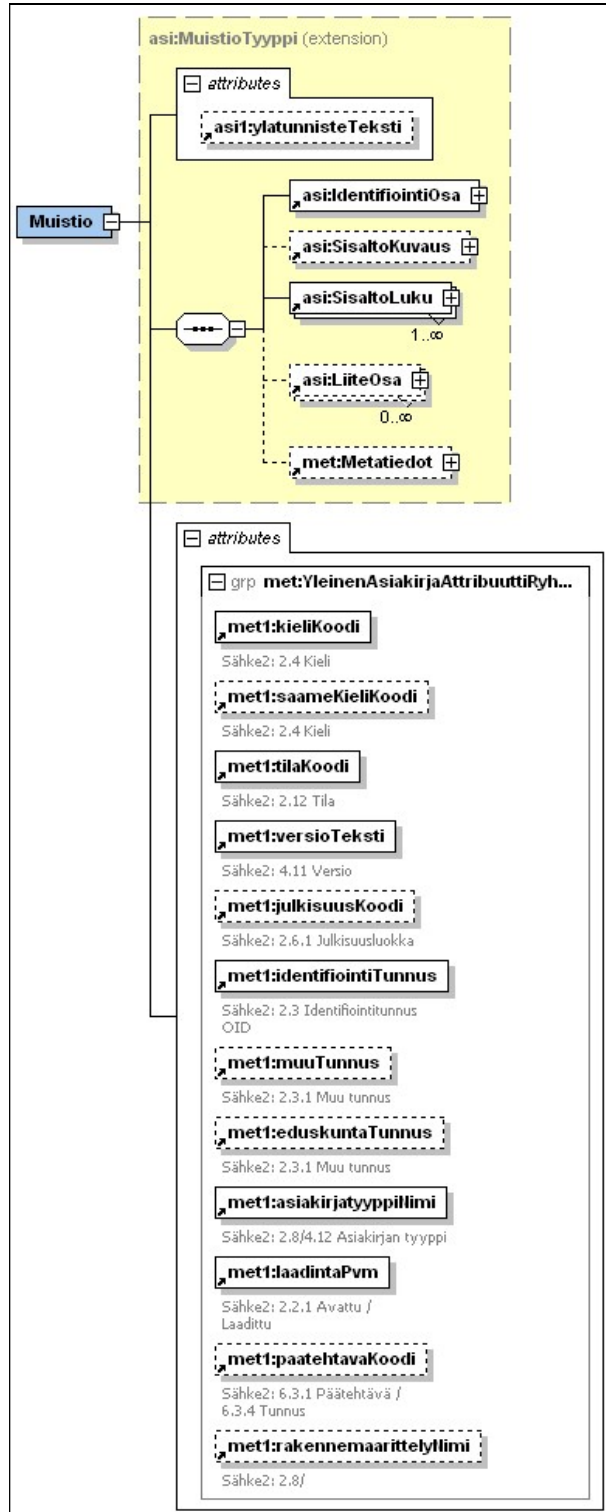 asi:MuistioTyyppi (extension)
attributes
asi1:ylatunnisteTeksti
Muistio
asi:IdentifiointiOsa
asi:SisaltoKuvaus
asi:SisaltoLuku
1..∞
asi:LiiteOsa
0..∞
met:Metatiedot
attributes
grp met:YleinenAsiakirjaAttribuuttiRyh...
met1:kieliKoodi
Sähke2: 2.4 Kieli
met1:saameKieliKoodi
Sähke2: 2.4 Kieli
met1:tilaKoodi
Sähke2: 2.12 Tila
met1:versioTeksti
Sähke2: 4.11 Versio
met1:julkisuusKoodi
Sähke2: 2.6.1 Julkisuusluokka
met1:identifiointiTunnus
Sähke2: 2.3 Identifiointitunnus
OID
met1:muuTunnus
Sähke2: 2.3.1 Muu tunnus
met1:eduskuntaTunnus
Sähke2: 2.3.1 Muu tunnus
met1:asiakirjatyyppiNimi
Sähke2: 2.8/4.12 Asiakirjan tyyppi
met1:laadintaPvm
Sähke2: 2.2.1 Avattu /
Laadittu
met1:paatehtavaKoodi
Sähke2: 6.3.1 Päätehtävä /
6.3.4 Tunnus
met1:rakennemaarittelyNimi
Sähke2: 2.8/